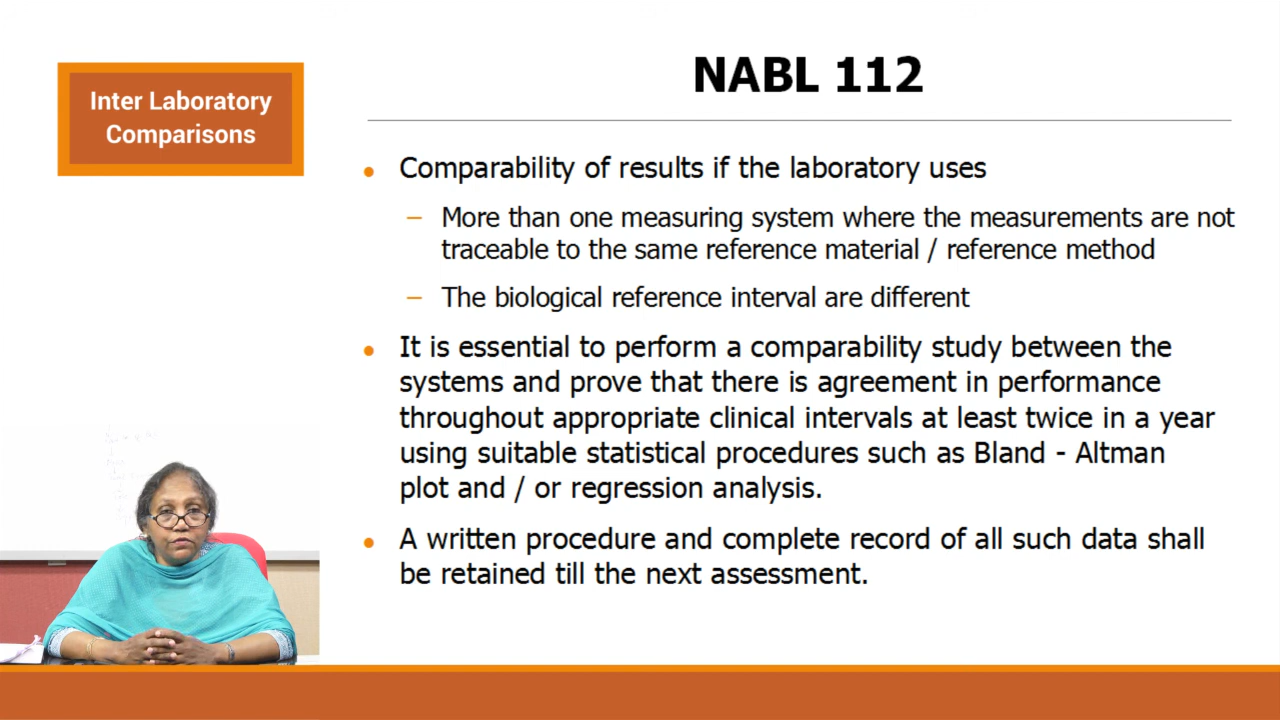 Inter Laboratory
Comparisons
NABL 112
• Comparability of results if the laboratory uses
– More than one measuring system where the measurements are not
traceable to the same reference material / reference method
– The biological reference interval are different
• It is essential to perform a comparability study between the
systems and prove that there is agreement in performance
throughout appropriate clinical intervals at least twice in a year
using suitable statistical procedures such as Bland - Altman
plot and / or regression analysis.
• A written procedure and complete record of all such data shall
be retained till the next assessment.